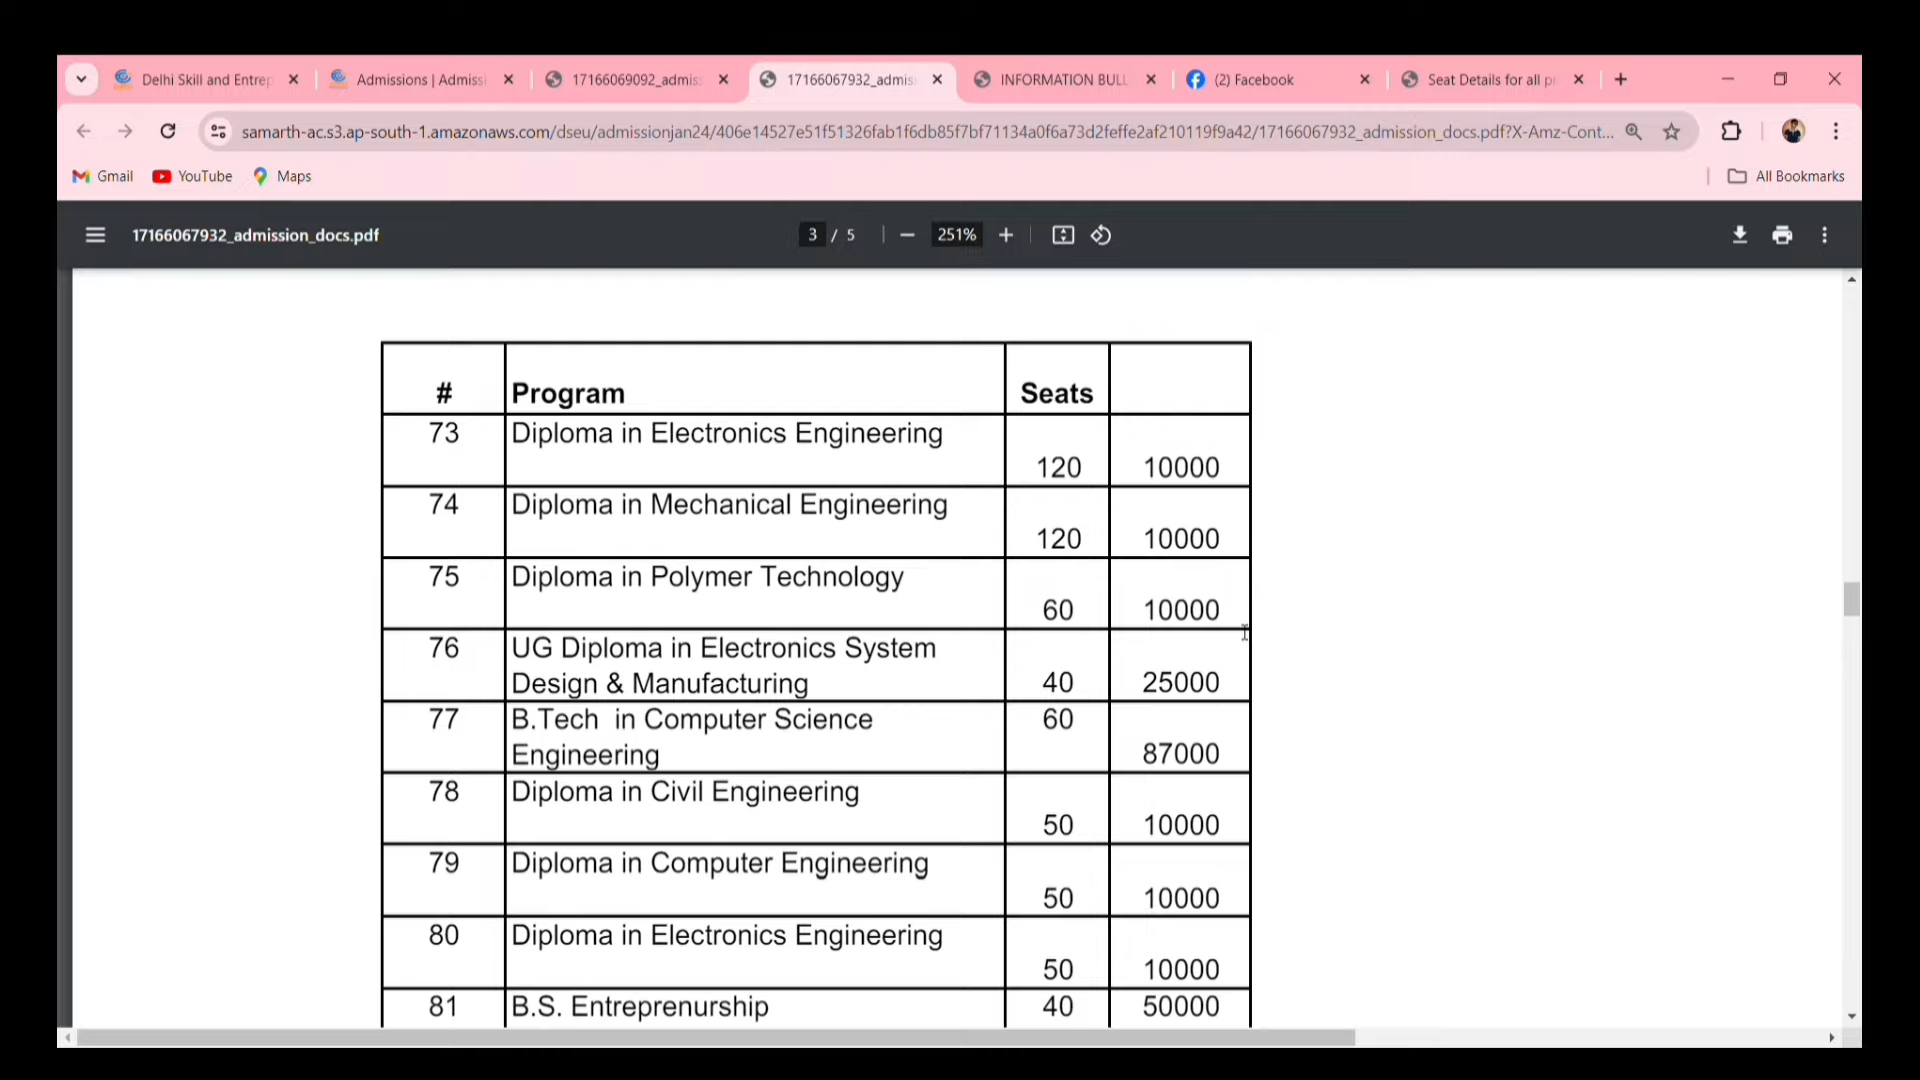 Delhi Skill and Entrep
Admissions | Admissi
17166069092_admis
17166067932_admis
INFORMATION BULL
(2) Facebook
Seat Details for all p
samarth-ac.s3.ap-south-1.amazonaws.com/dseu/admissionjan24/406e14527e51f51326fab1f6db85f7bf71134a0f6a73d2feffe2af210119f9a42/17166067932_admission_docs.pdf?X-Amz-Cont...
Gmail
YouTube
Maps
All Bookmarks
17166067932_admission_docs.pdf
3 / 5
251%
# Program Seats
73 Diploma in Electronics Engineering 120 10000
74 Diploma in Mechanical Engineering 120 10000
75 Diploma in Polymer Technology 60 10000
76 UG Diploma in Electronics System
Design & Manufacturing 40 25000
77 B.Tech in Computer Science 60
Engineering 87000
78 Diploma in Civil Engineering 50 10000
79 Diploma in Computer Engineering 50 10000
80 Diploma in Electronics Engineering 50 10000
81 B.S. Entreprenurship 40 50000